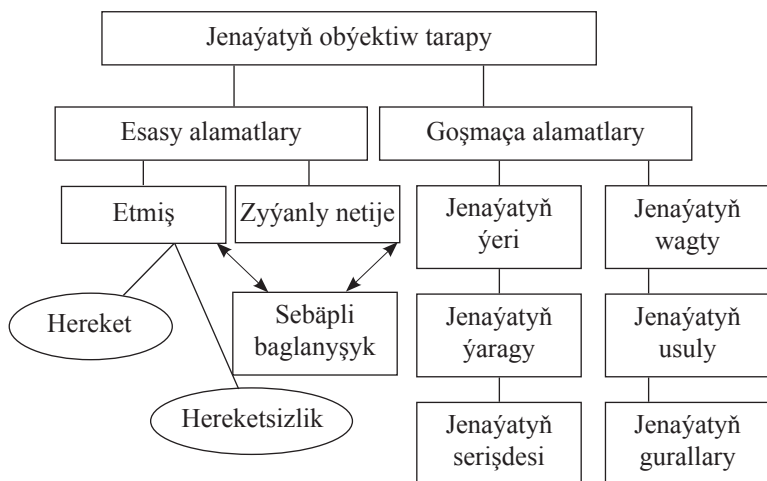 Jenaýatyň obýektiw tarapy
Esasy alamatlary
Goşmaça alamatlary
Etmiş
Zyýanly netije
Jenaýatyň
ýeri
Jenaýatyň
wagty
Hereket
Sebäpli
baglanyşyk
Jenaýatyň
ýaragy
Jenaýatyň
usuly
Hereketsizlik
Jenaýatyň
serişdesi
Jenaýatyň
gurallary